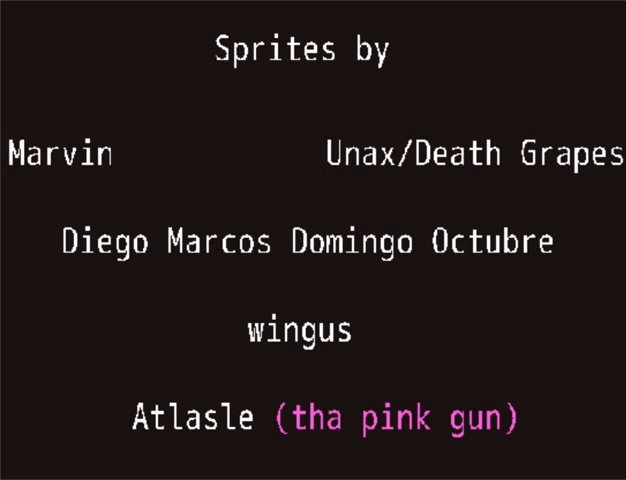 Sprites by
Marvin Unax/Death Grapes
Diego Marcos Domingo Octubre
wingus
Atlasle (tha pink gun)